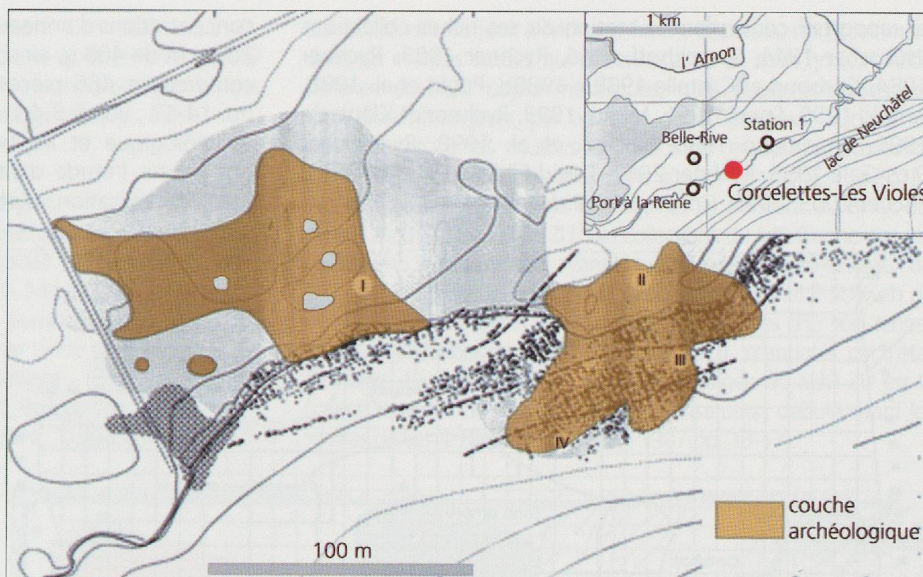 1 km
l' Arnon
Station 1
Belle-Rive
lac de Neuchâtel
Port à la Reine
Corcelettes-Les Violes
I
II
III
IV
couche
archéologique
100 m